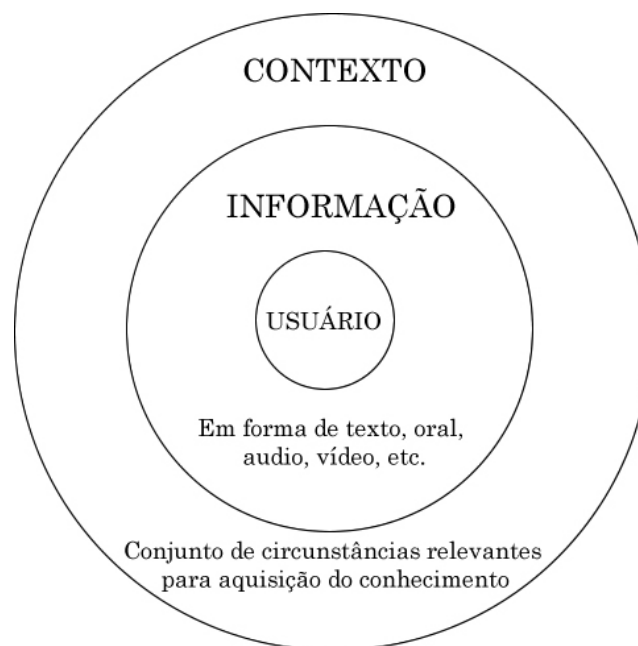 CONTEXTO
INFORMAÇÃO
USUÁRIO
Em forma de texto, oral,
audio, vídeo, etc.
Conjunto de circunstâncias relevantes
para aquisição do conhecimento